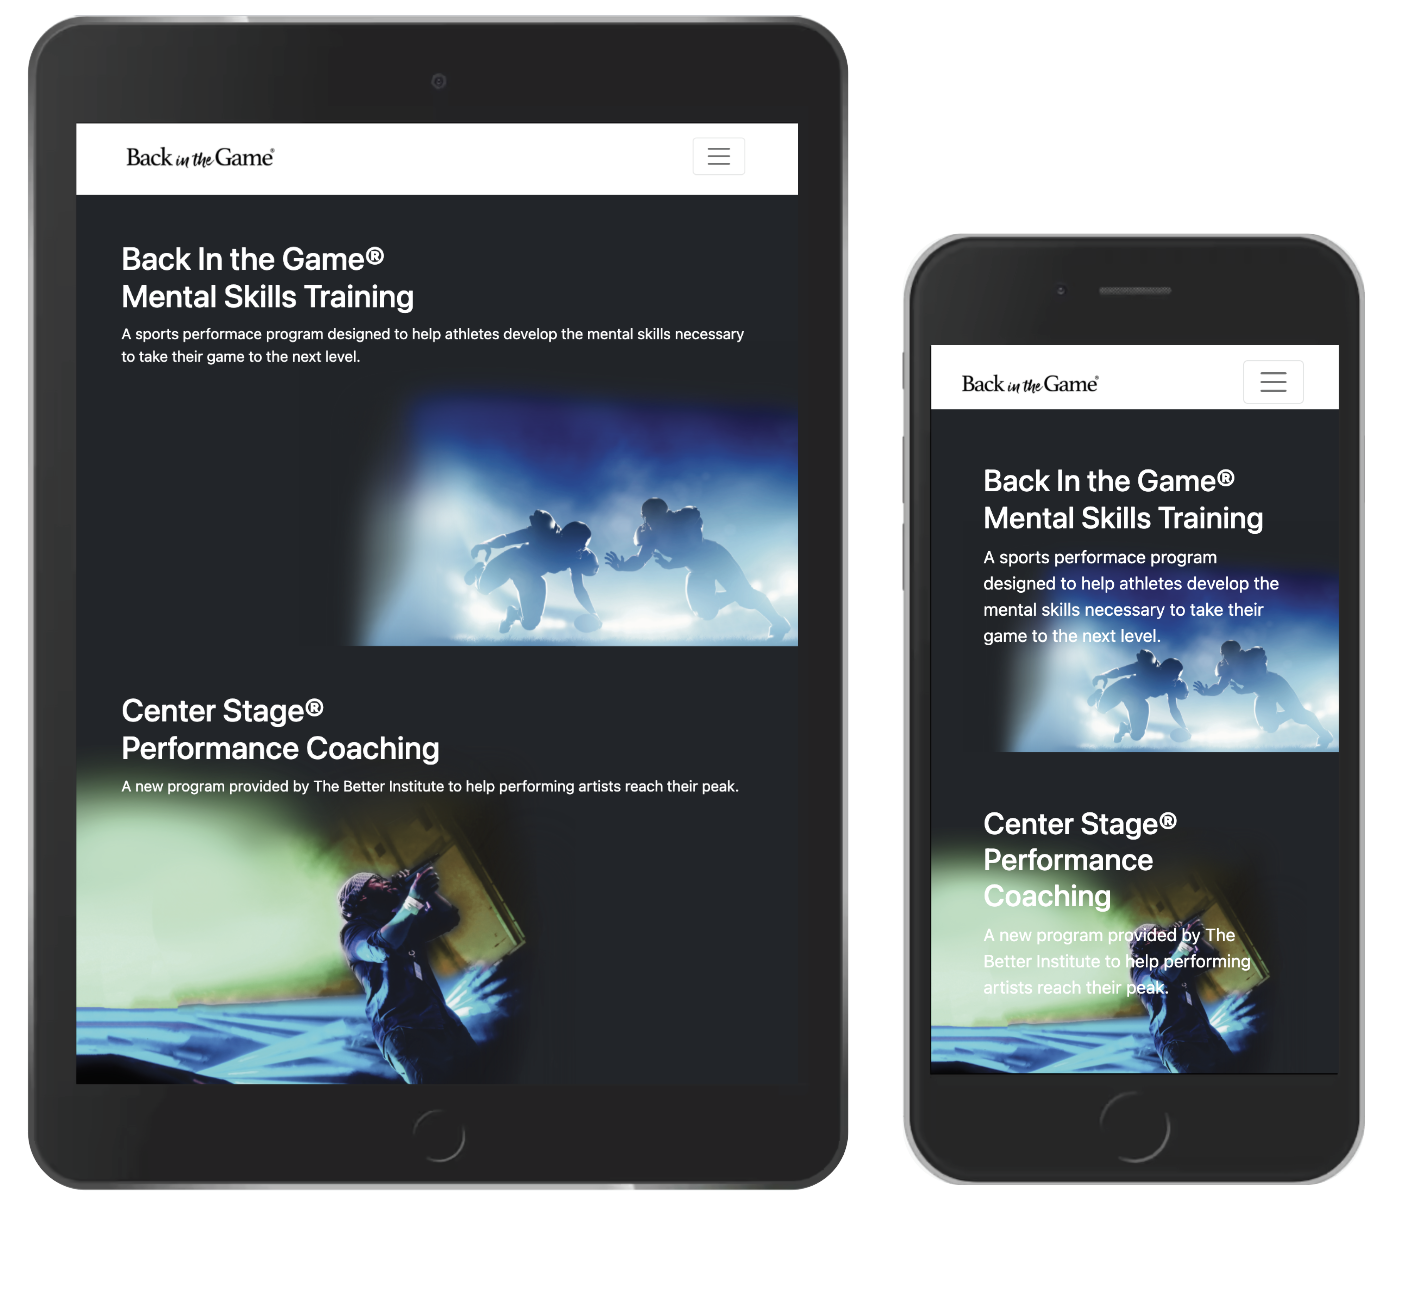 Back in the Game®
Back In the Game®
Mental Skills Training
A sports performace program designed to help athletes develop the mental skills necessary
to take their game to the next level.
Center Stage®
Performance Coaching
A new program provided by The Better Institute to help performing artists reach their peak.
Back in the Game®
Back In the Game®
Mental Skills Training
A sports performace program
designed to help athletes develop the
mental skills necessary to take their
game to the next level.
Center Stage®
Performance
Coaching
A new program provided by The
Better Institute to help performing
artists reach their peak.